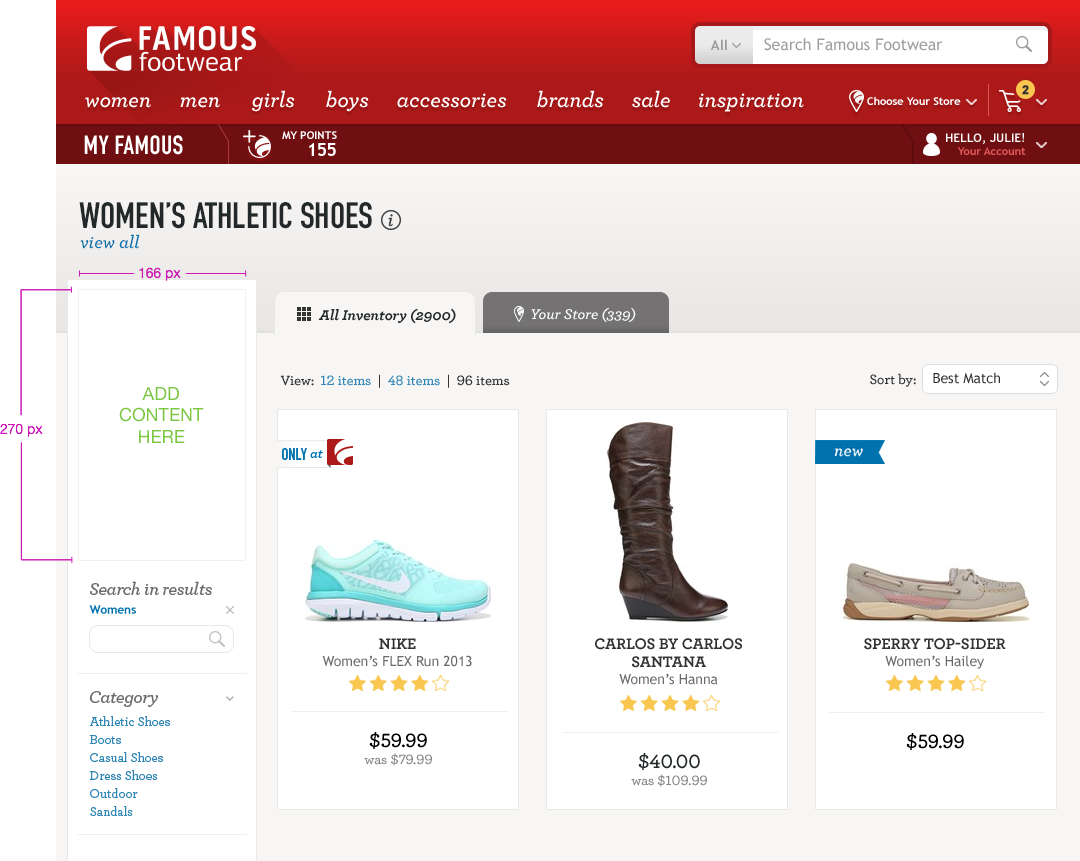 FAMOUS
footwear
All
Search Famous Footwear
women men girls boys accessories brands sale inspiration
Choose Your Store
2
MY FAMOUS
MY POINTS
155
HELLO, JULIE!
Your Account
WOMEN'S ATHLETIC SHOES i
view all
166 px
270 px
ADD
CONTENT
HERE
All Inventory (2900)
Your Store (339)
View: 12 items | 48 items | 96 items
Sort by: Best Match
Search in results
Womens
Category
Athletic Shoes
Boots
Casual Shoes
Dress Shoes
Outdoor
Sandals
ONLY at
NIKE
Women's FLEX Run 2013
$59.99
was $79.99
CARLOS BY CARLOS
SANTANA
Women's Hanna
$40.00
was $109.99
new
SPERRY TOP-SIDER
Women's Hailey
$59.99